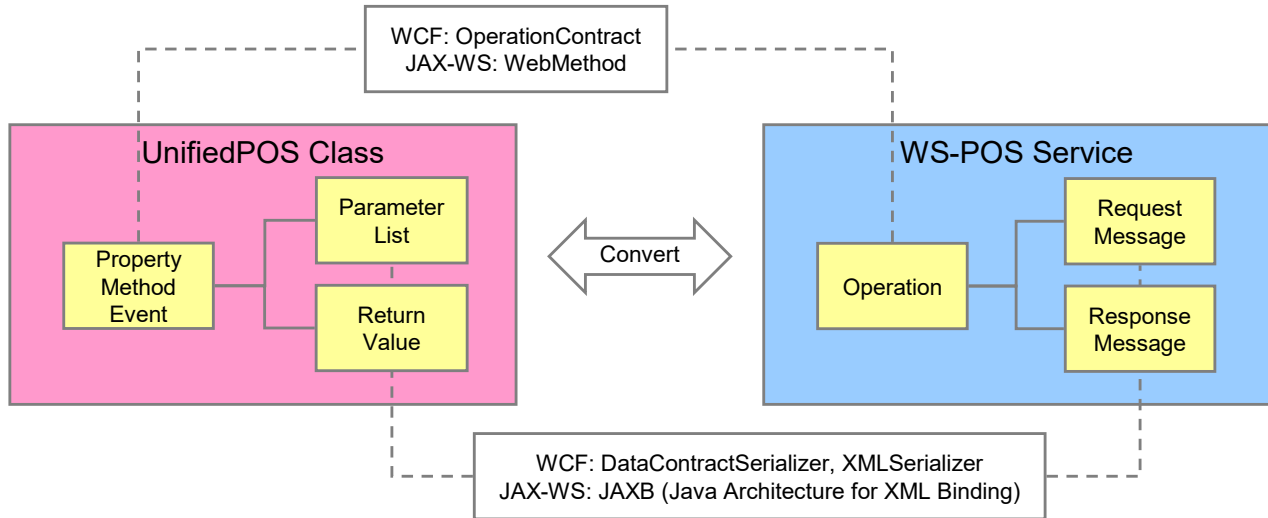 WCF: OperationContract
JAX-WS: WebMethod
UnifiedPOS Class
Property
Method
Event
Parameter
List
Return
Value
Convert
WS-POS Service
Operation
Request
Message
Response
Message
WCF: DataContractSerializer, XMLSerializer
JAX-WS: JAXB (Java Architecture for XML Binding)